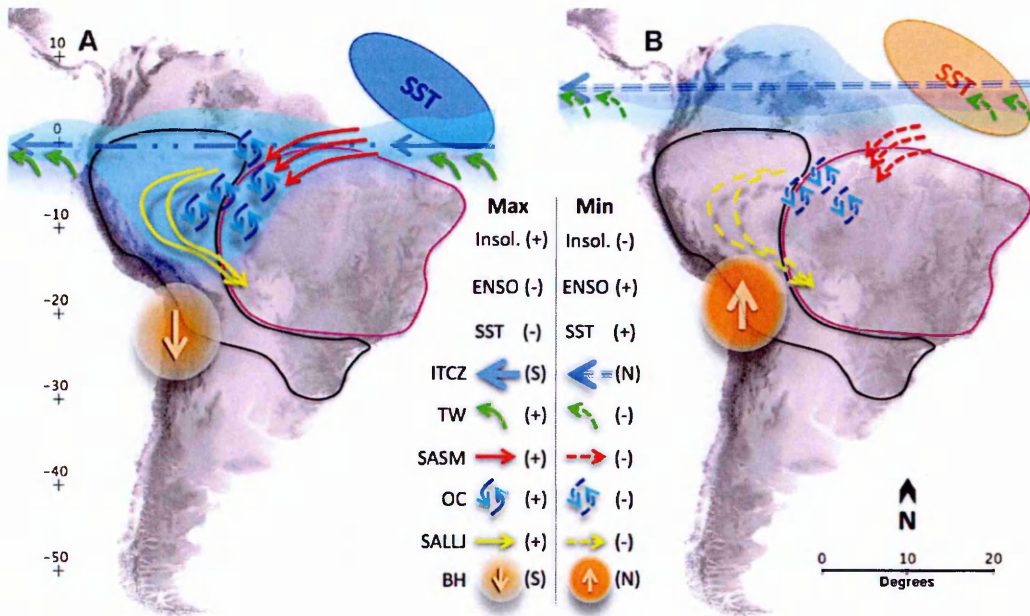 10
+
A
B
SST
SST
0
+
-10
+
-20
+
-30
+
-40
+
-50
+
Max Min
Insol. (+) Insol. (-)
ENSO (-) ENSO (+)
SST (-) SST (+)
ITCZ (S) (N)
TW (+) (-)
SASM (+) (-)
OC (+) (-)
SALLJ (+) (-)
BH (S) (N)
N
0 10 20
Degrees